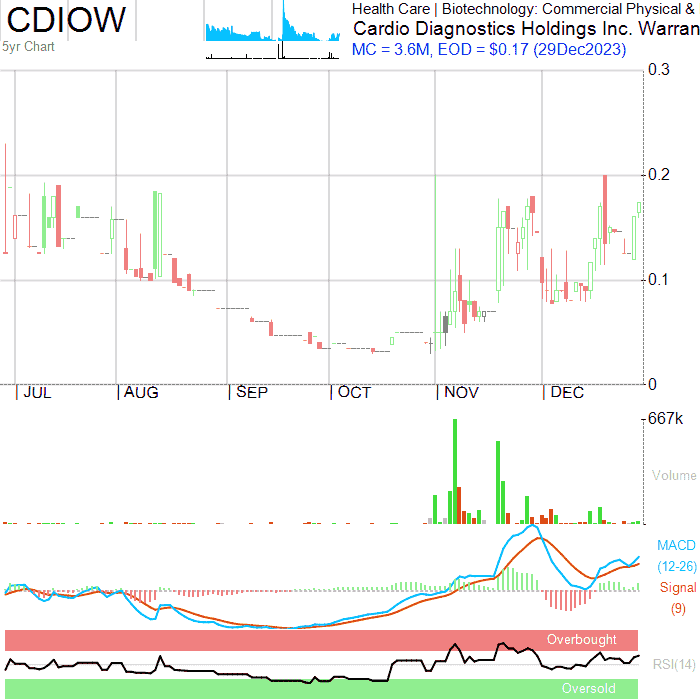 CDIOW
5yr Chart
Health Care | Biotechnology: Commercial Physical &
Cardio Diagnostics Holdings Inc. Warran
MC = 3.6M, EOD = $0.17 (29Dec2023)
0.3
0.2
0.1
0
| JUL | AUG | SEP | OCT | NOV | DEC
667k
Volume
MACD
(12-26)
Signal
(9)
Overbought
RSI(14)
Oversold